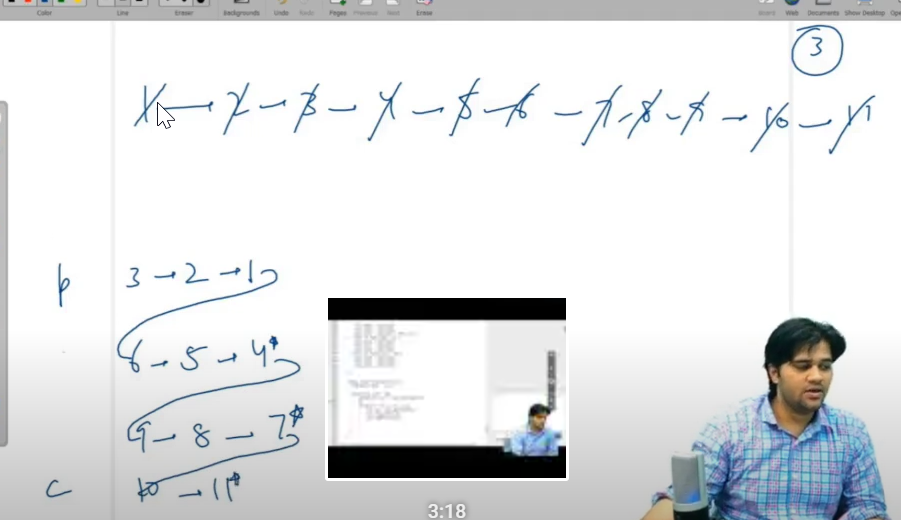 Color Line Eraser Backgrounds Undo Redo Pages Previous Next Erase Board Web Documents Show Desktop
3
1 → 2 → 3 → 4 → 5 → 6 → 7 → 8 → 9 → 10 → 11
p 3 → 2 → 1
6 → 5 → 4*
9 → 8 → 7*
c 10 → 11*
3:18